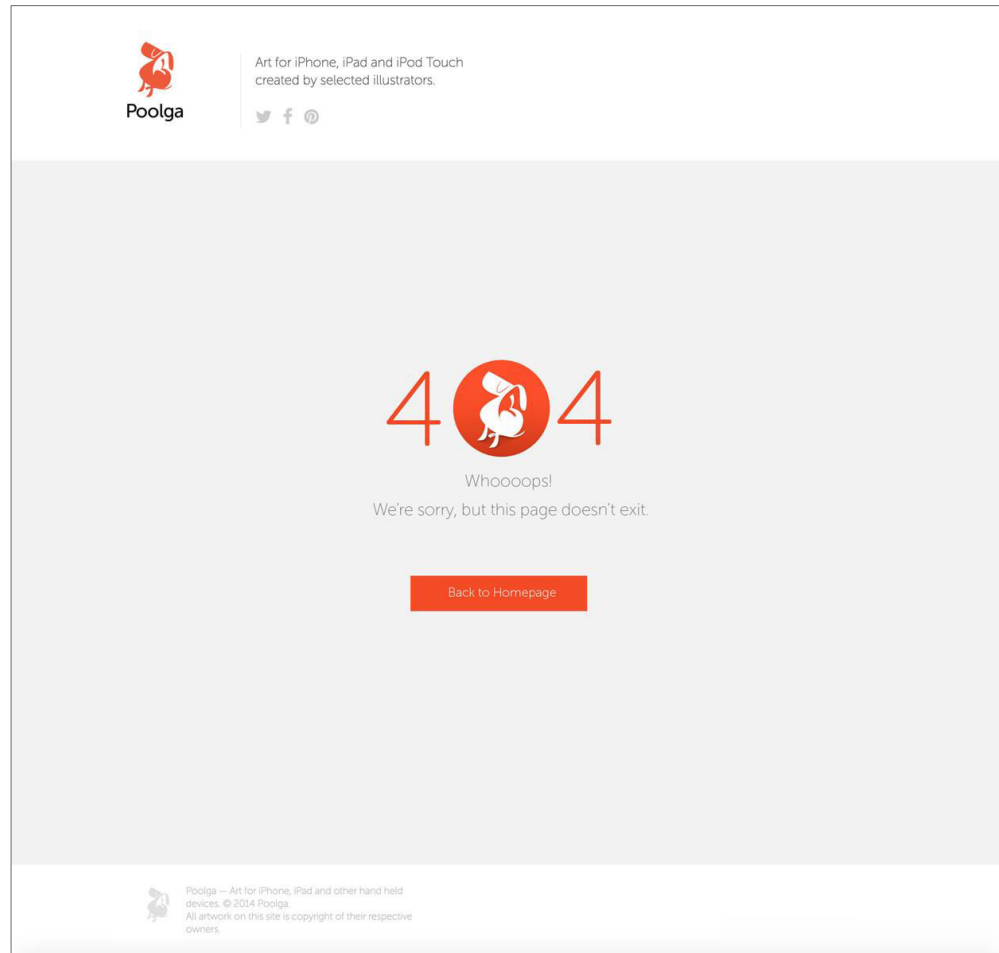 Poolga
Art for iPhone, iPad and iPod Touch
created by selected illustrators.
4 4
Whoooops!
We're sorry, but this page doesn't exit.
Back to Homepage
Poolga — Art for iPhone, iPad and other hand held
devices. © 2014 Poolga.
All artwork on this site is copyright of their respective
owners.